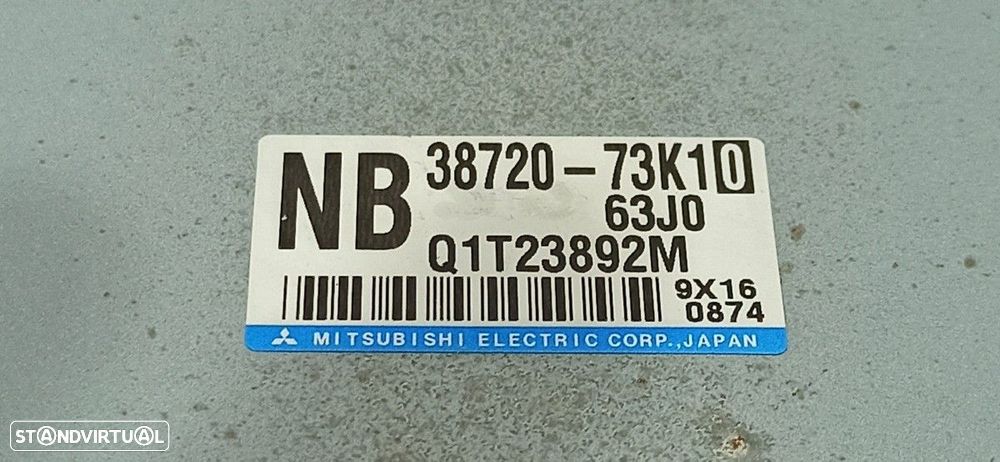 NB 38720-73K10
63J0
Q1T23892M
9X16
0874
MITSUBISHI ELECTRIC CORP.,JAPAN
STANDVIRTUAL